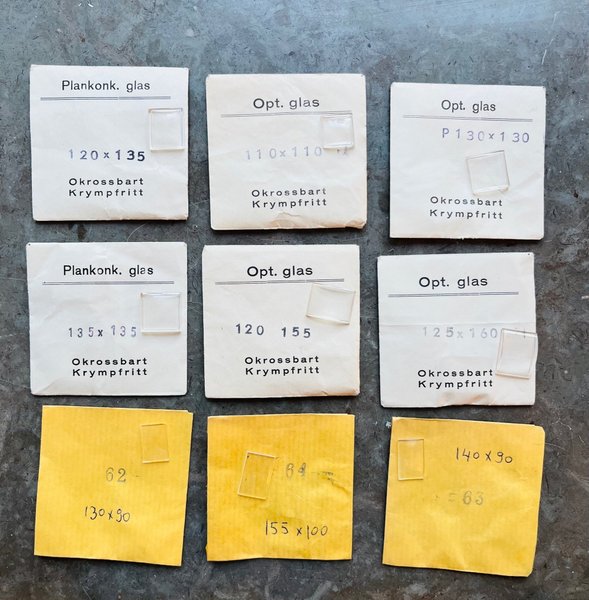 Plankonk. glas
120 x 135
Okrossbart
Krympfritt
Opt. glas
110 x 110
Okrossbart
Krympfritt
Opt. glas
P 130 x 130
Okrossbart
Krympfritt
Plankonk. glas
135 x 135
Okrossbart
Krympfritt
Opt. glas
120 155
Okrossbart
Krympfritt
Opt. glas
125 x 160
Okrossbart
Krympfritt
62
130 x 90
64
155 x 100
140 x 90
63